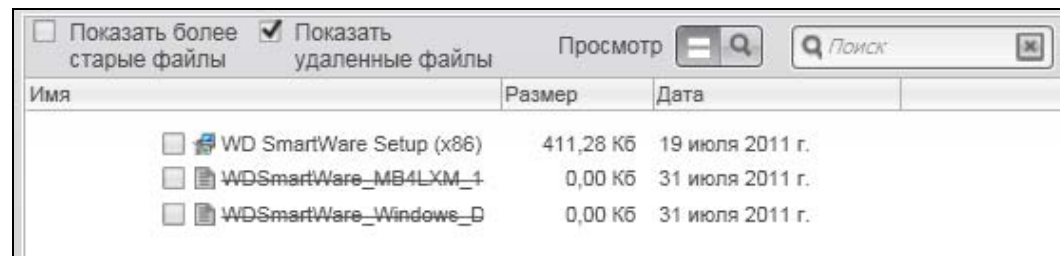 Показать более
старые файлы
Показать
удаленные файлы
Просмотр
Поиск
Имя Размер Дата
WD SmartWare Setup (x86) 411,28 Кб 19 июля 2011 г.
WDSmartWare_MB4LXM_1 0,00 Кб 31 июля 2011 г.
WDSmartWare_Windows_D 0,00 Кб 31 июля 2011 г.